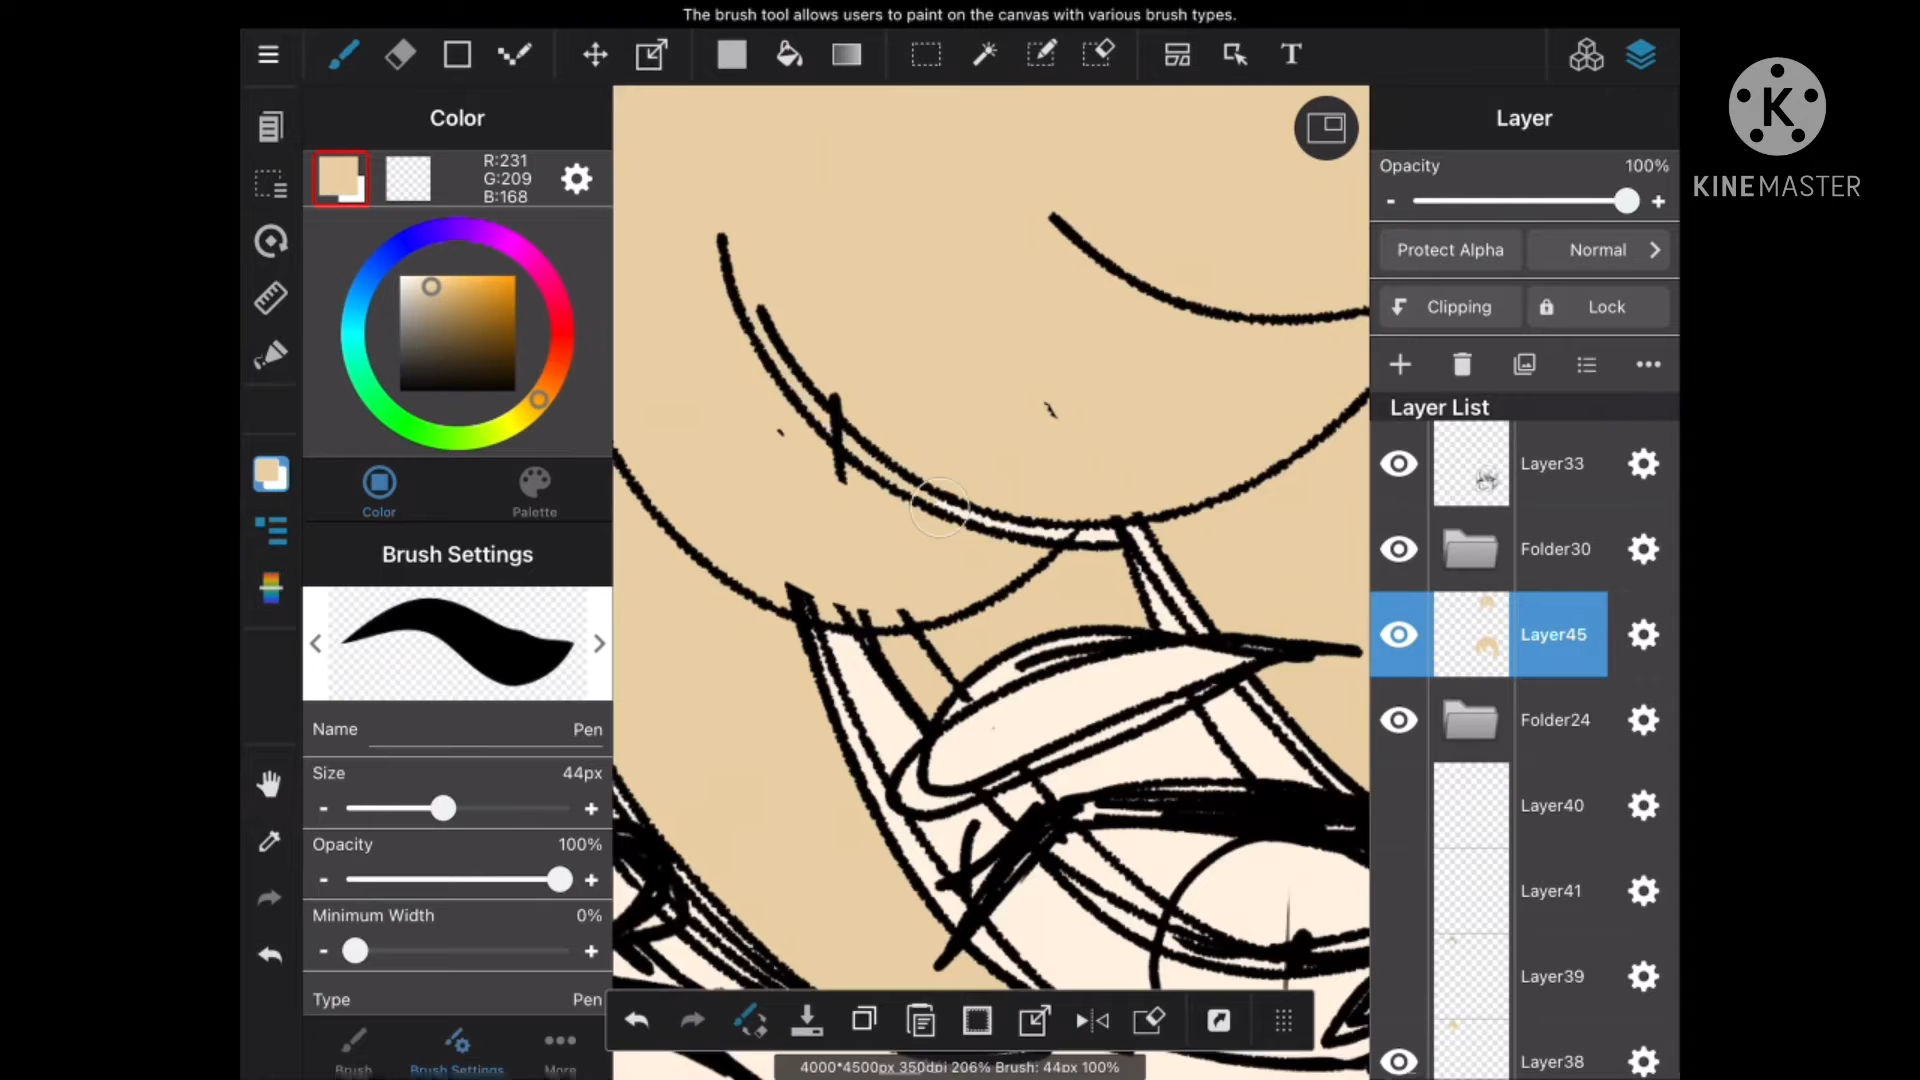 The brush tool allows users to paint on the canvas with various brush types.
T
Color
R:231
G:209
B:168
Color
Palette
Brush Settings
Name
Pen
Size
44px
-
+
Opacity
100%
-
+
Minimum Width
0%
-
+
Type
Pen
Brush
Brush Settings
More
4000*4500px 350dpi 206% Brush: 44px 100%
Layer
Opacity
100%
-
+
Protect Alpha
Normal
Clipping
Lock
Layer List
Layer33
Folder30
Layer45
Folder24
Layer40
Layer41
Layer39
Layer38
K
KINEMASTER